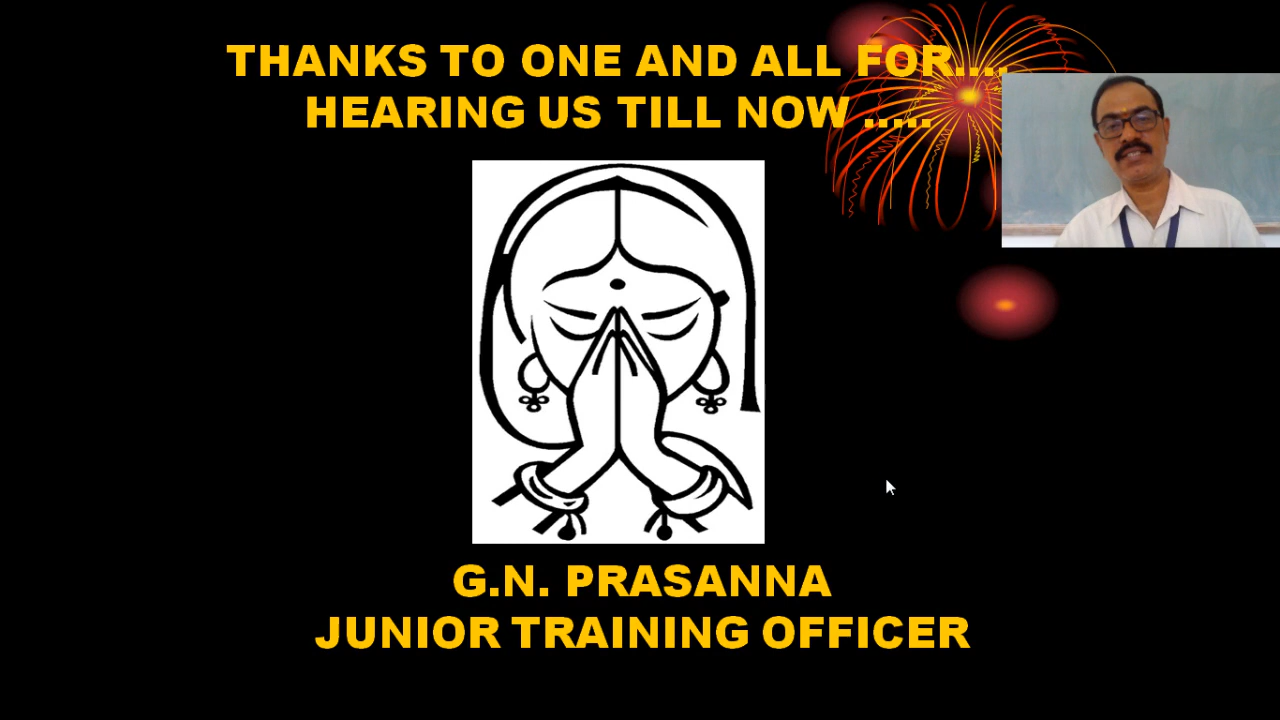 THANKS TO ONE AND ALL FOR....
HEARING US TILL NOW .....
G.N. PRASANNA
JUNIOR TRAINING OFFICER